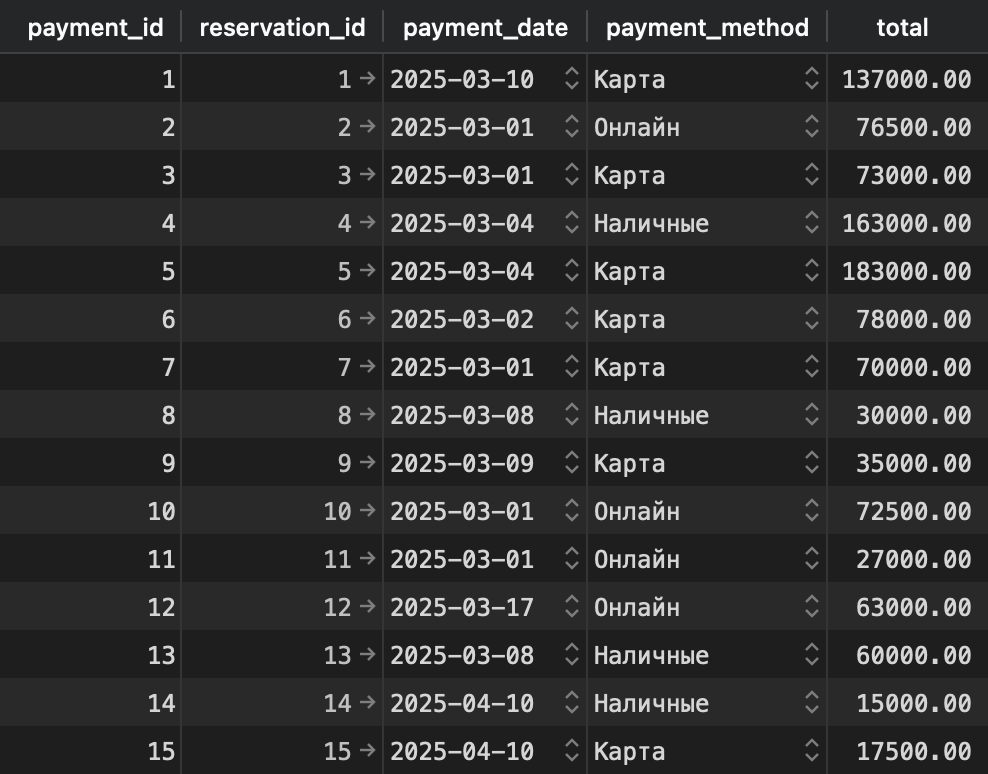 payment_id reservation_id payment_date payment_method total
1 1 → 2025-03-10 Карта 137000.00
2 2 → 2025-03-01 Онлайн 76500.00
3 3 → 2025-03-01 Карта 73000.00
4 4 → 2025-03-04 Наличные 163000.00
5 5 → 2025-03-04 Карта 183000.00
6 6 → 2025-03-02 Карта 78000.00
7 7 → 2025-03-01 Карта 70000.00
8 8 → 2025-03-08 Наличные 30000.00
9 9 → 2025-03-09 Карта 35000.00
10 10 → 2025-03-01 Онлайн 72500.00
11 11 → 2025-03-01 Онлайн 27000.00
12 12 → 2025-03-17 Онлайн 63000.00
13 13 → 2025-03-08 Наличные 60000.00
14 14 → 2025-04-10 Наличные 15000.00
15 15 → 2025-04-10 Карта 17500.00